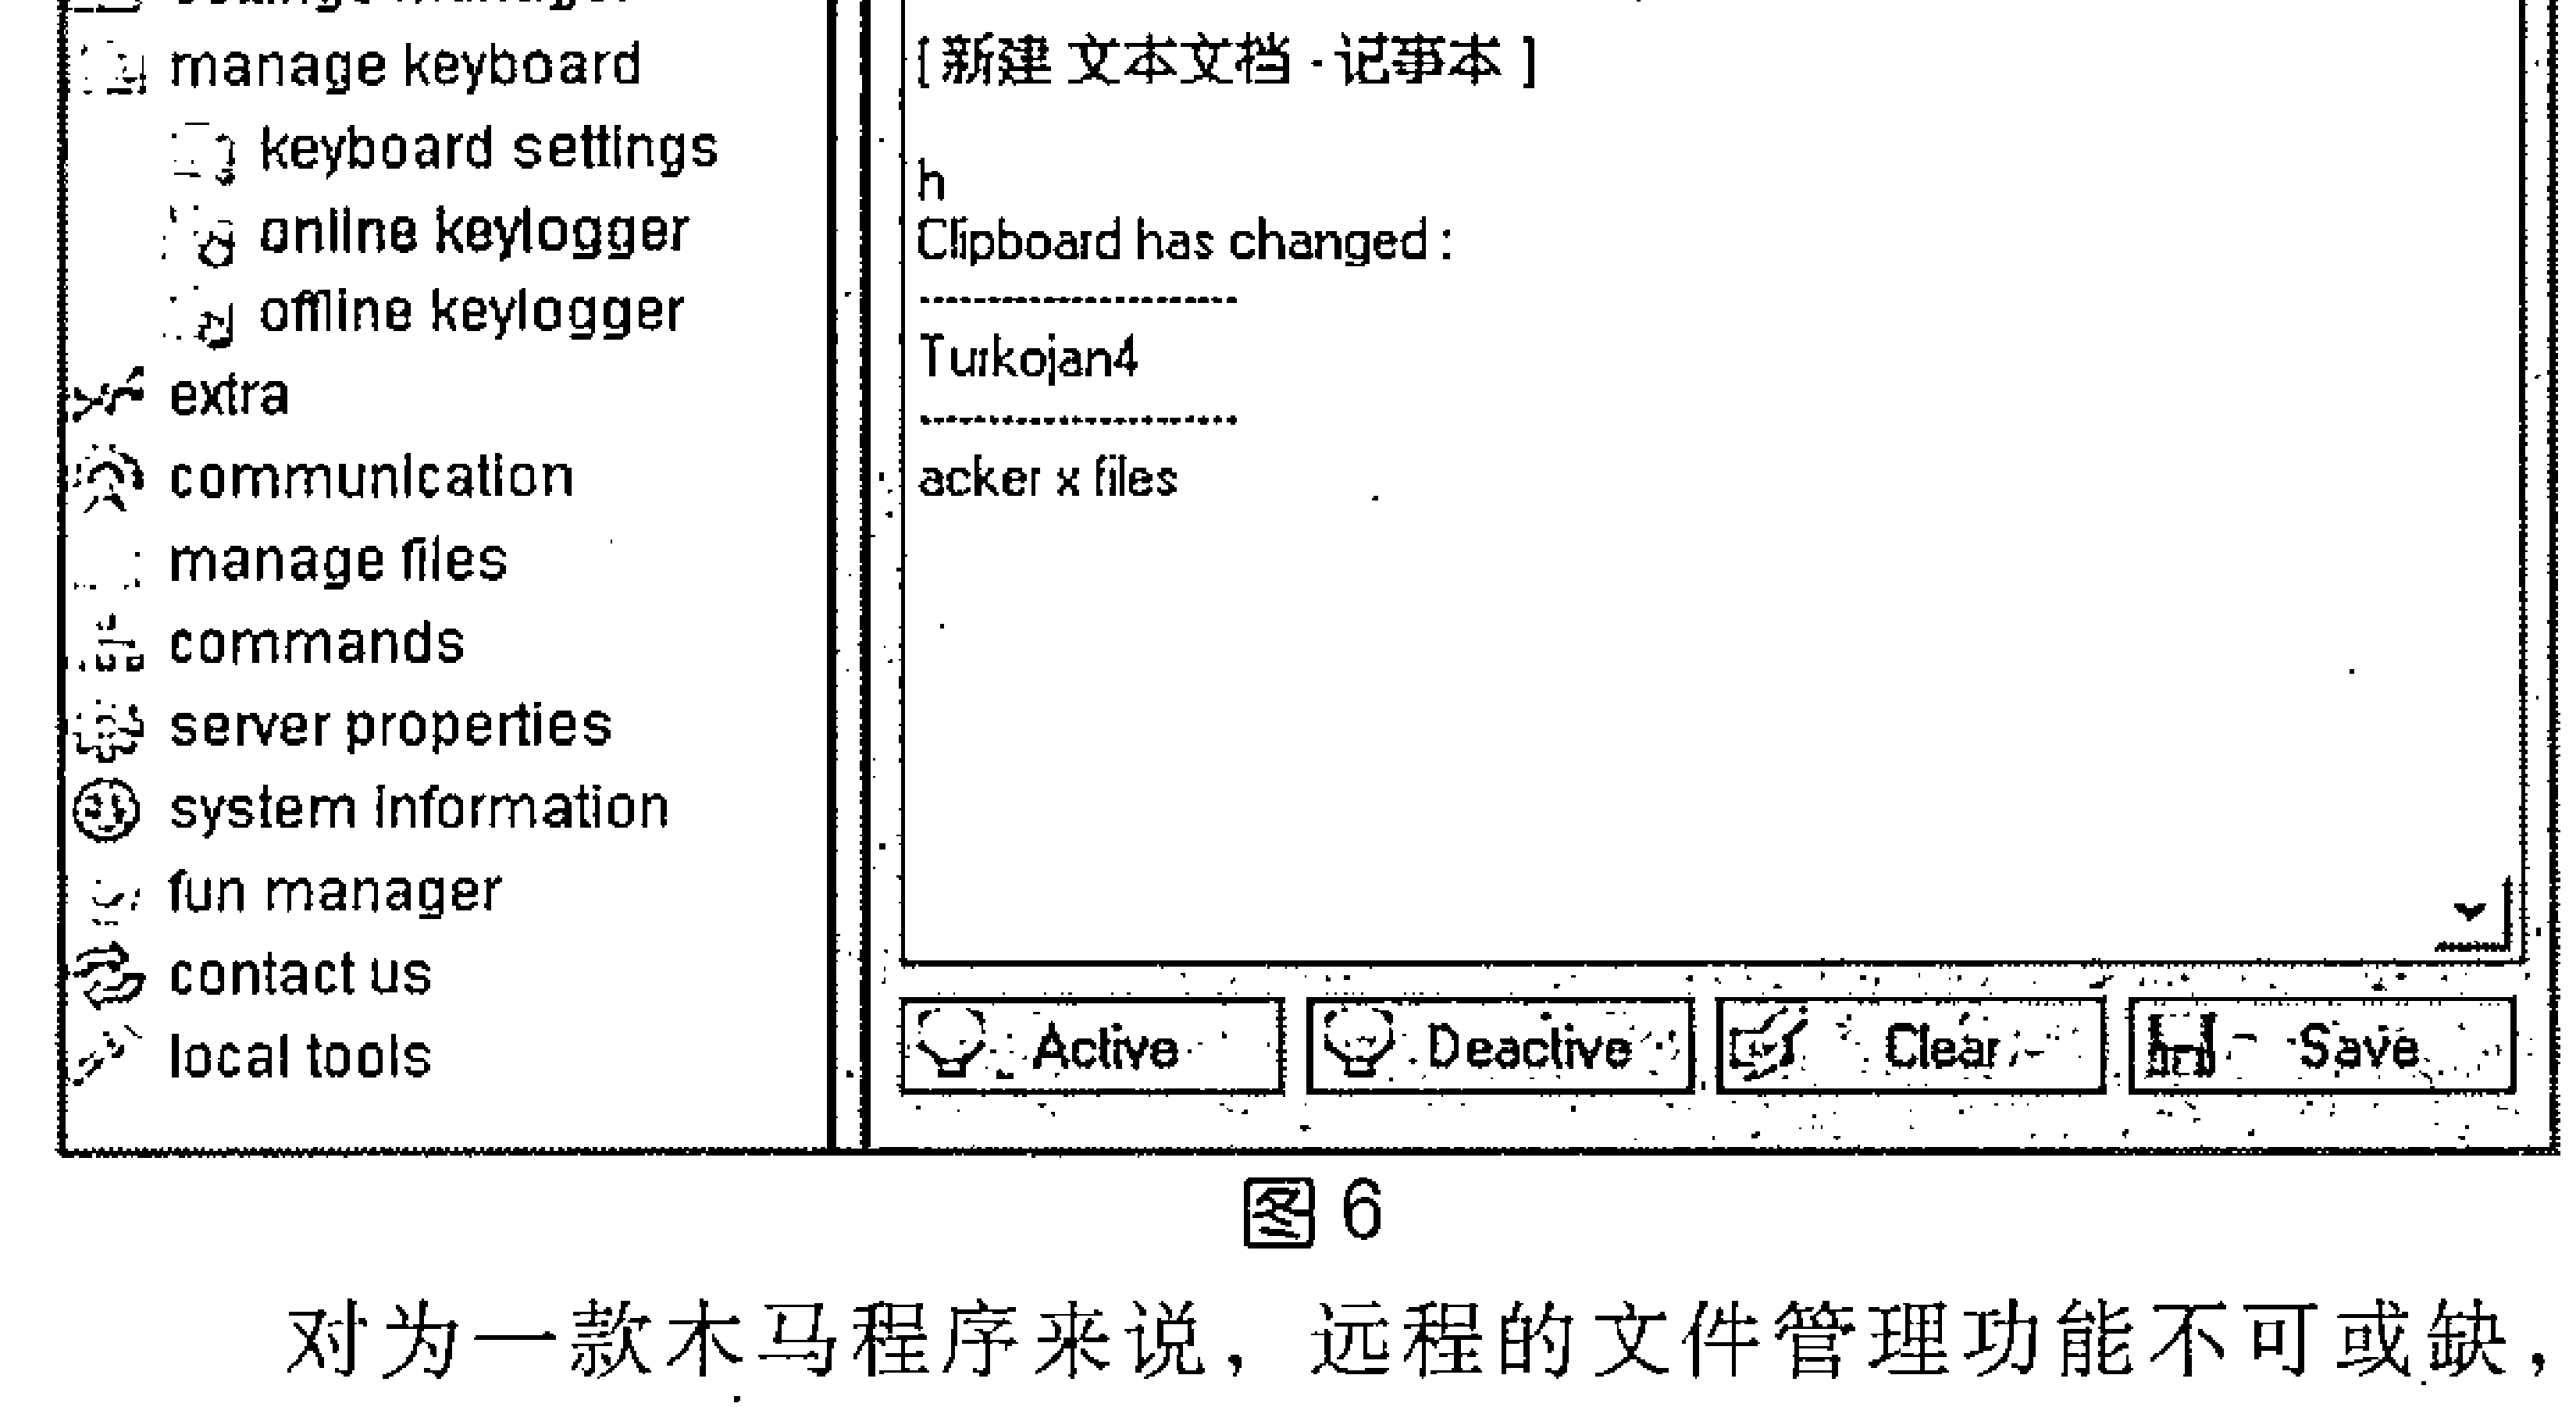 manage keyboard
keyboard settings
online keylogger
offline keylogger
extra
communication
manage files
commands
server properties
system information
fun manager
contact us
local tools
[ 新建 文本文档 - 记事本 ]
h
Clipboard has changed :
-----------------------
Turkojan4
-----------------------
acker x files
Active
Deactive
Clear
Save
图 6
对为一款木马程序来说，远程的文件管理功能不可或缺，